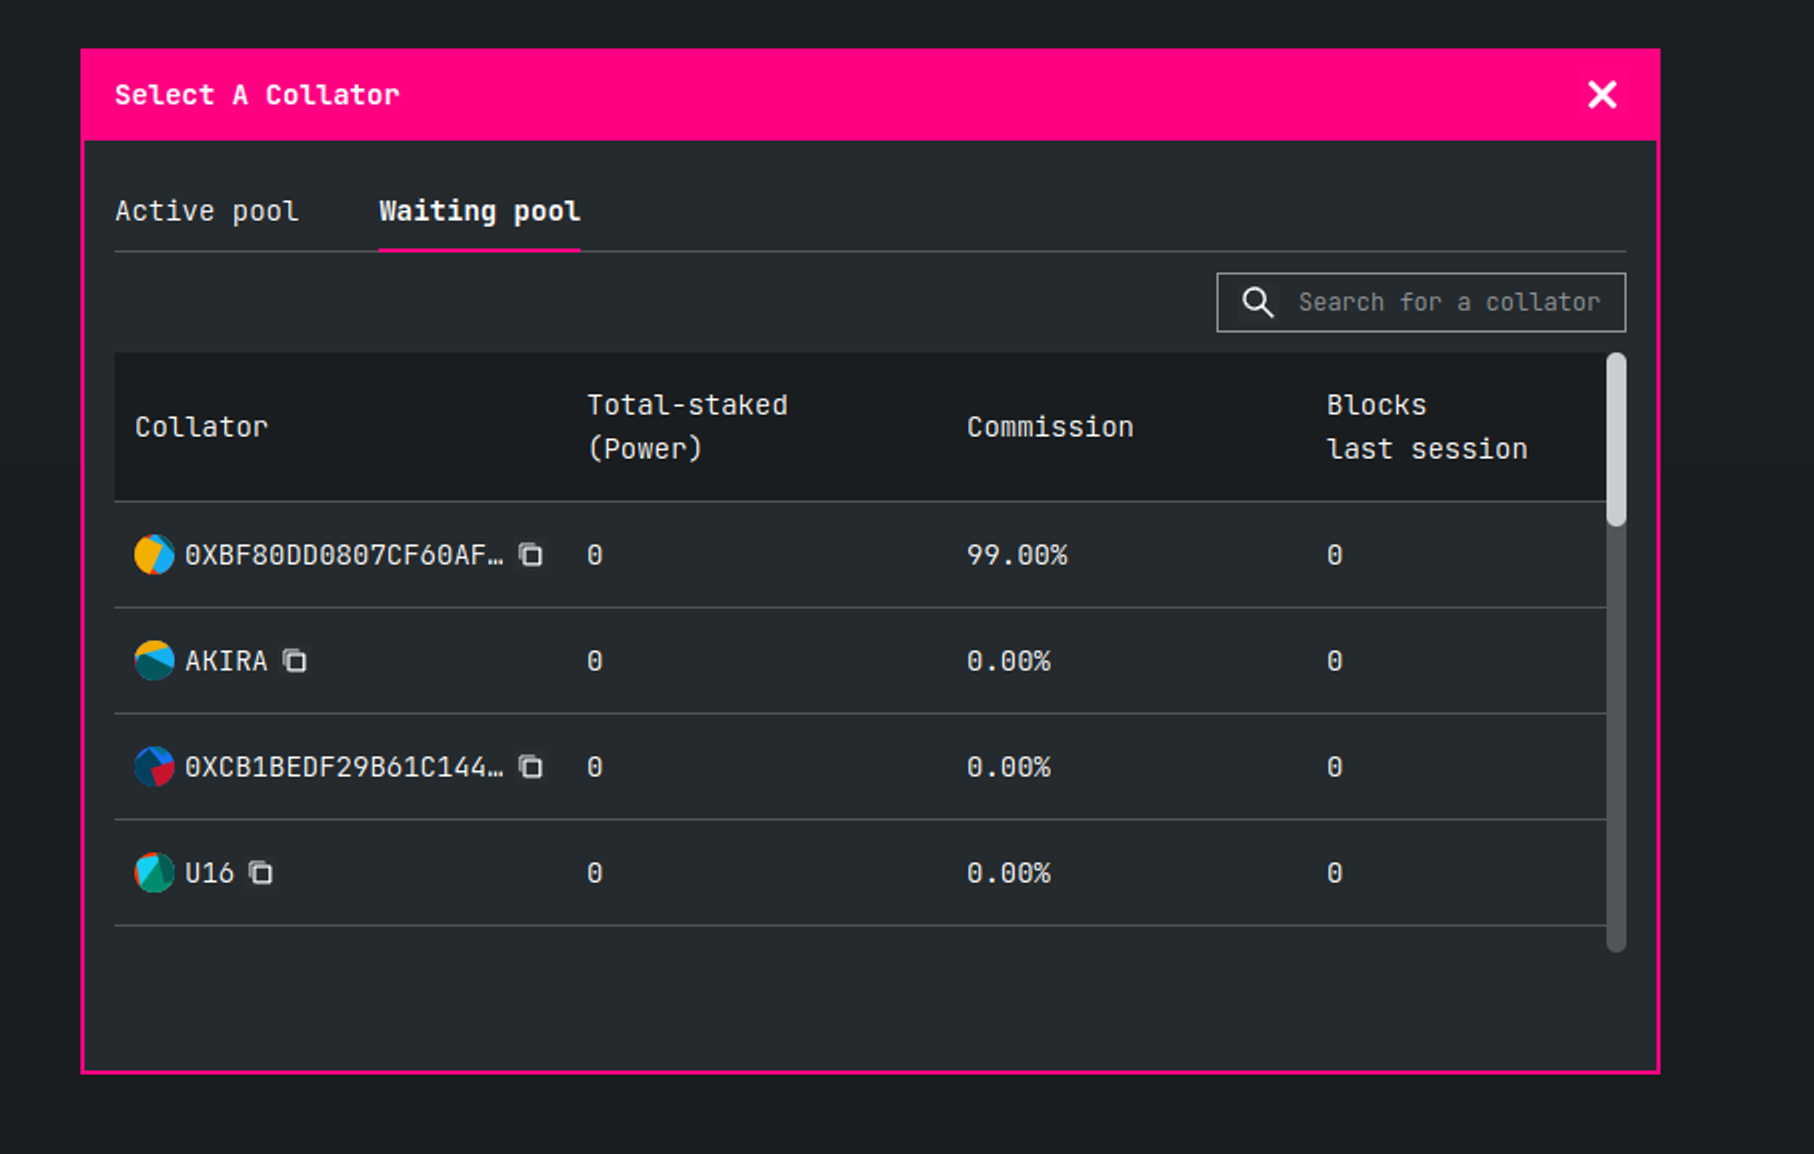 Select A Collator
Active pool Waiting pool
Search for a collator
Collator Total-staked (Power) Commission Blocks last session
0XBF80DD0807CF60AF… 0 99.00% 0
AKIRA 0 0.00% 0
0XCB1BEDF29B61C144… 0 0.00% 0
U16 0 0.00% 0